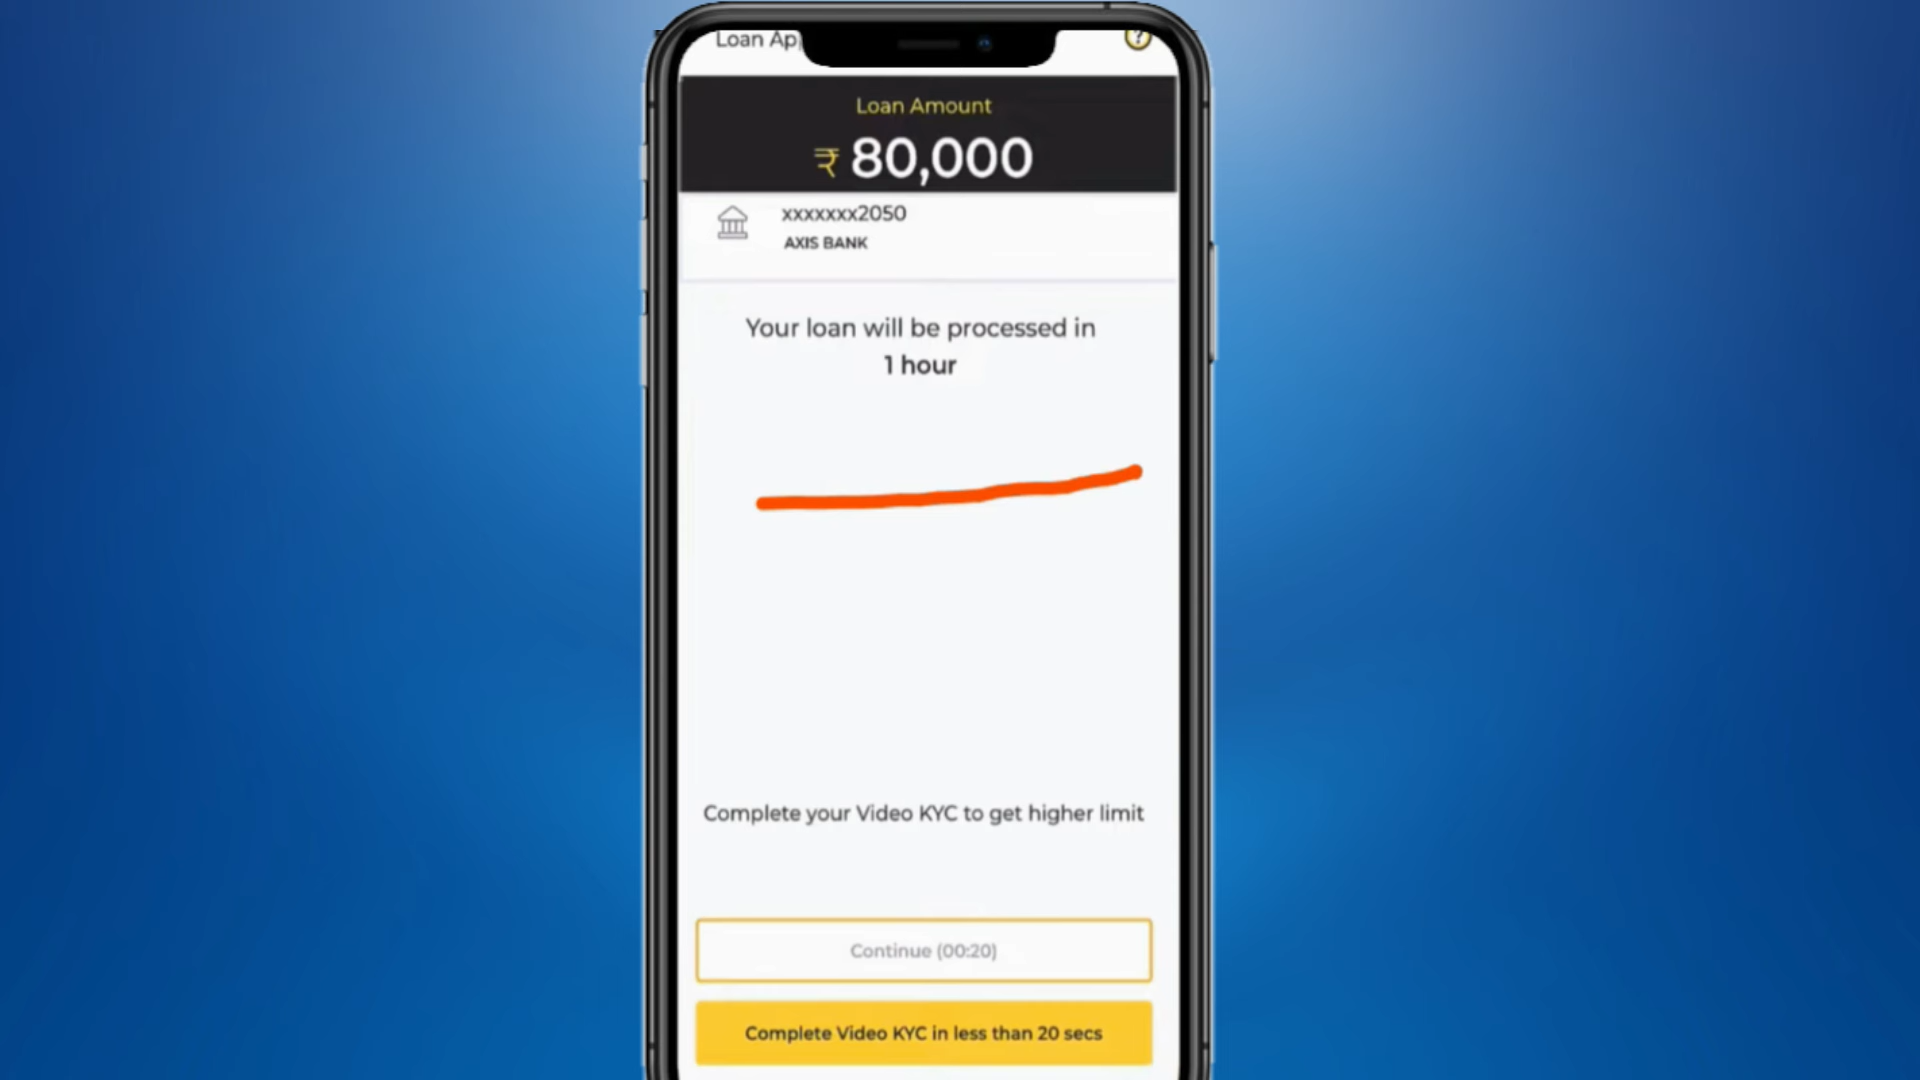 Loan Ap
?
Loan Amount
₹ 80,000
xxxxxxx2050
AXIS BANK
Your loan will be processed in
1 hour
Complete your Video KYC to get higher limit
Continue (00:20)
Complete Video KYC in less than 20 secs